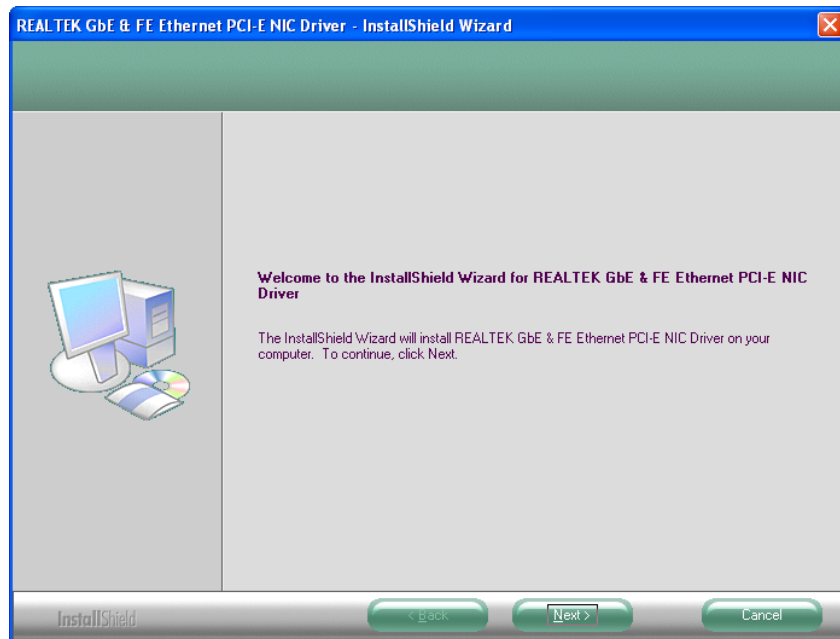 REALTEK GbE & FE Ethernet PCI-E NIC Driver - InstallShield Wizard
Welcome to the InstallShield Wizard for REALTEK GbE & FE Ethernet PCI-E NIC
Driver
The InstallShield Wizard will install REALTEK GbE & FE Ethernet PCI-E NIC Driver on your
computer. To continue, click Next.
InstallShield
< Back
Next >
Cancel